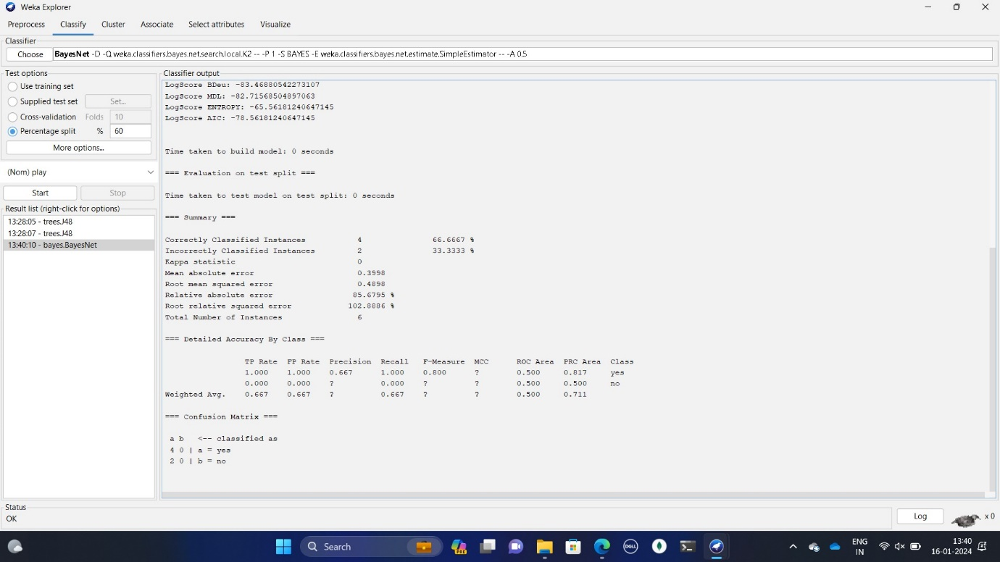 Weka Explorer
Preprocess Classify Cluster Associate Select attributes Visualize
Classifier
Choose BayesNet -D -Q weka.classifiers.bayes.net.search.local.K2 -- -P 1 -S BAYES -E weka.classifiers.bayes.net.estimate.SimpleEstimator -- -A 0.5
Test options
Use training set
Supplied test set Set...
Cross-validation Folds 10
Percentage split % 60
More options...
(Nom) play
Start Stop
Result list (right-click for options)
13:28:05 - trees.J48
13:28:07 - trees.J48
13:40:10 - bayes.BayesNet
Classifier output
LogScore BDeu: -83.46880542273107
LogScore MDL: -82.71568504897063
LogScore ENTROPY: -65.56181240647145
LogScore AIC: -78.56181240647145
Time taken to build model: 0 seconds
=== Evaluation on test split ===
Time taken to test model on test split: 0 seconds
=== Summary ===
Correctly Classified Instances 4 66.6667 %
Incorrectly Classified Instances 2 33.3333 %
Kappa statistic 0
Mean absolute error 0.3998
Root mean squared error 0.4898
Relative absolute error 85.6795 %
Root relative squared error 102.8886 %
Total Number of Instances 6
=== Detailed Accuracy By Class ===
TP Rate FP Rate Precision Recall F-Measure MCC ROC Area PRC Area Class
1.000 1.000 0.667 1.000 0.800 ? 0.500 0.817 yes
0.000 0.000 ? 0.000 ? ? 0.500 0.500 no
Weighted Avg. 0.667 0.667 ? 0.667 ? ? 0.500 0.711
=== Confusion Matrix ===
a b <-- classified as
4 0 | a = yes
2 0 | b = no
Status
OK
Log x 0
Search
PRE
DELL
ENG
IN
13:40
16-01-2024